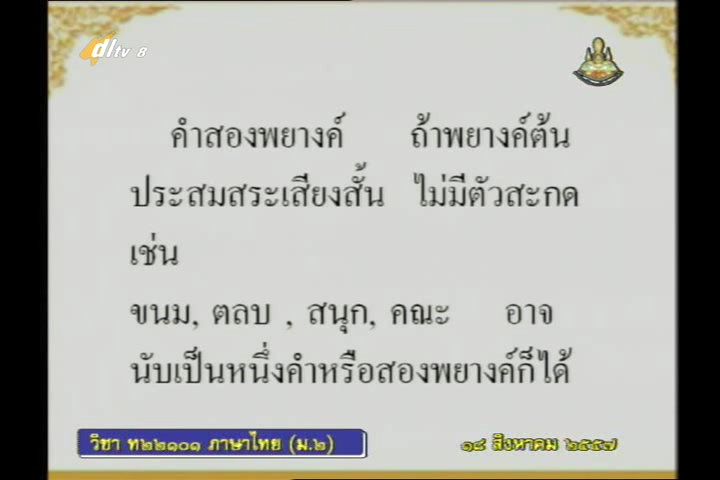 dltv 8
คำสองพยางค์ ถ้าพยางค์ต้น
ประสมสระเสียงสั้น ไม่มีตัวสะกด
เช่น
ขนม, ตลบ , สนุก, คณะ อาจ
นับเป็นหนึ่งคำหรือสองพยางค์ก็ได้
วิชา ท๒๒๑๐๑ ภาษาไทย (ม.๒)
๑๘ สิงหาคม ๒๕๕๗